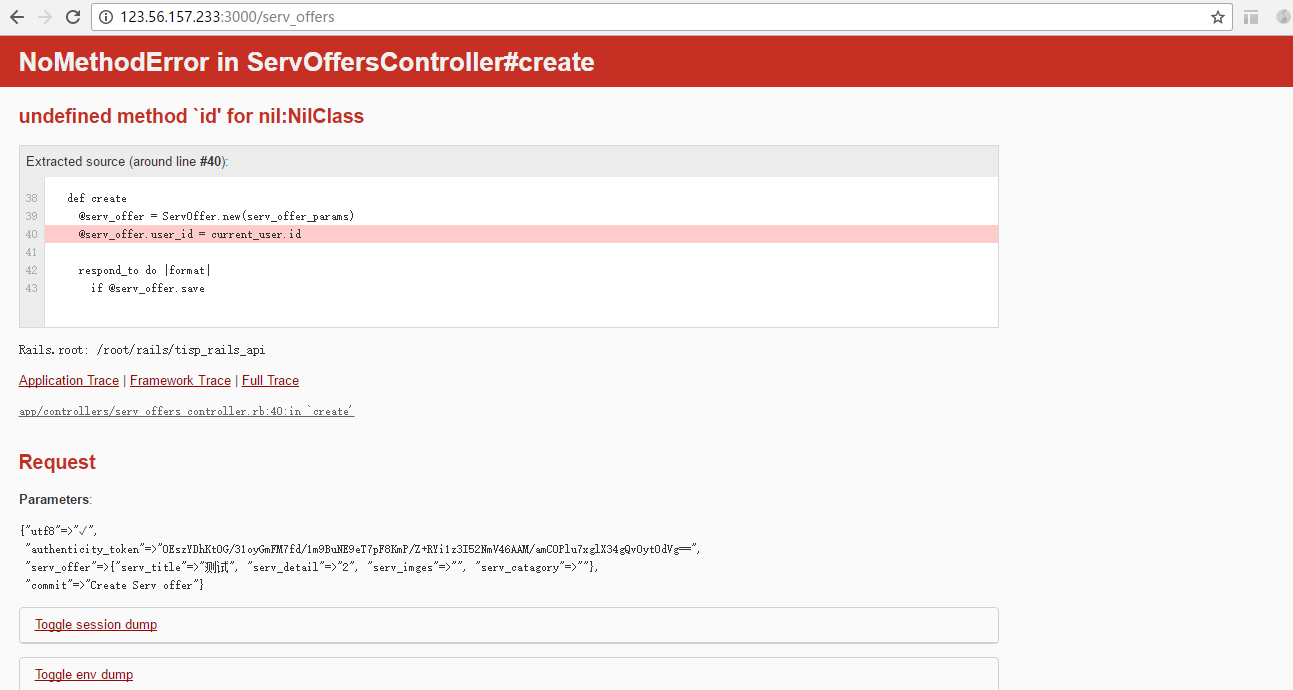 123.56.157.233:3000/serv_offers
NoMethodError in ServOffersController#create
undefined method `id' for nil:NilClass
Extracted source (around line #40):
38 def create
39 @serv_offer = ServOffer.new(serv_offer_params)
40 @serv_offer.user_id = current_user.id
41
42 respond_to do |format|
43 if @serv_offer.save
Rails.root: /root/rails/tisp_rails_api
Application Trace | Framework Trace | Full Trace
app/controllers/serv_offers_controller.rb:40:in `create'
Request
Parameters:
{"utf8"=>"✓",
"authenticity_token"=>"OEszYDhKtOG/31oyGmFM7fd/1m9BuNE9eT7pF8KmP/Z+RYi1z3I52NmV46AAM/amCOPlu7xglX34gQvOytOdVg==",
"serv_offer"=>{"serv_title"=>"测试", "serv_detail"=>"2", "serv_imges"=>"", "serv_catagory"=>""},
"commit"=>"Create Serv offer"}
Toggle session dump
Toggle env dump